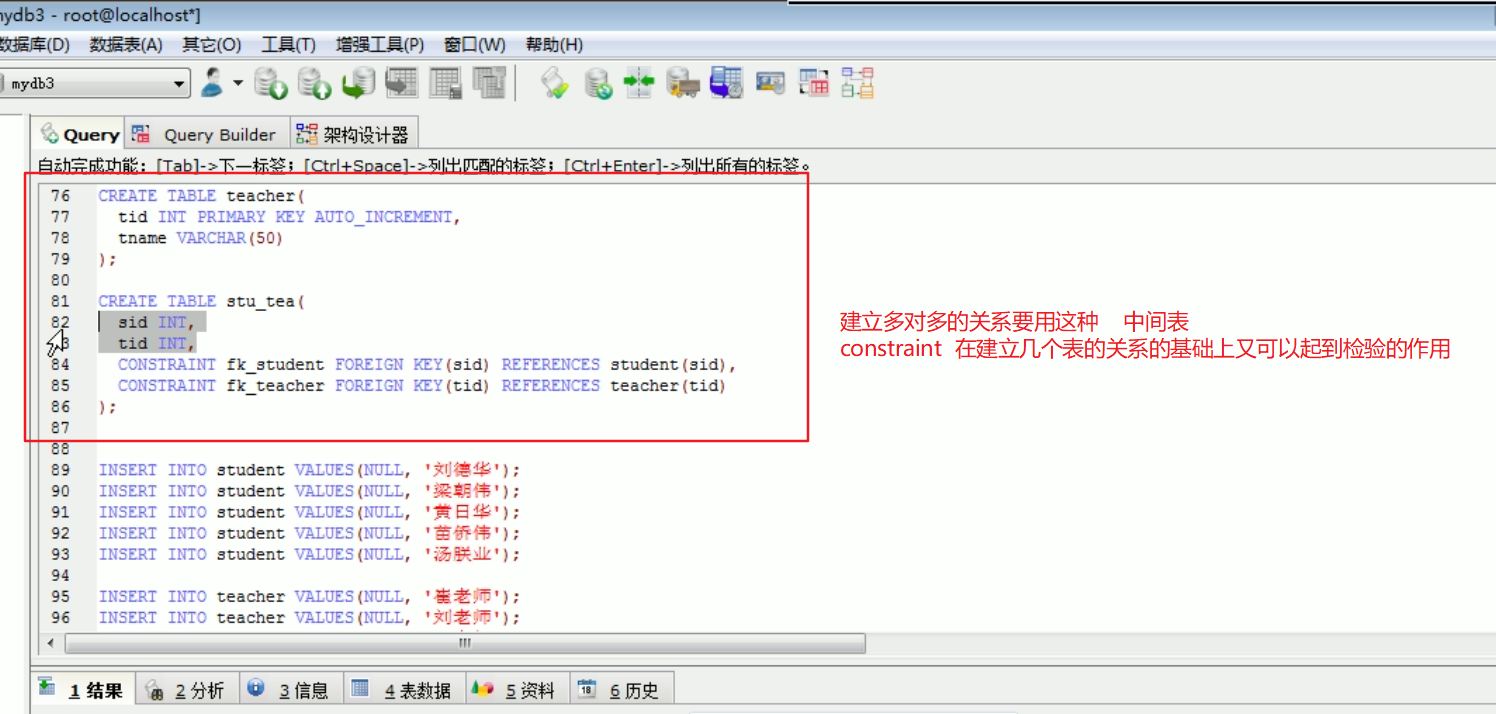 mydb3 - root@localhost*]
数据库(D) 数据表(A) 其它(O) 工具(T) 增强工具(P) 窗口(W) 帮助(H)
mydb3
Query Query Builder 架构设计器
自动完成功能：[Tab]->下一标签；[Ctrl+Space]->列出匹配的标签；[Ctrl+Enter]->列出所有的标签。
76 CREATE TABLE teacher(
77 tid INT PRIMARY KEY AUTO_INCREMENT,
78 tname VARCHAR(50)
79 );
80
81 CREATE TABLE stu_tea(
82 sid INT,
83 tid INT,
84 CONSTRAINT fk_student FOREIGN KEY(sid) REFERENCES student(sid),
85 CONSTRAINT fk_teacher FOREIGN KEY(tid) REFERENCES teacher(tid)
86 );
87
88
89 INSERT INTO student VALUES(NULL, '刘德华');
90 INSERT INTO student VALUES(NULL, '梁朝伟');
91 INSERT INTO student VALUES(NULL, '黄日华');
92 INSERT INTO student VALUES(NULL, '苗侨伟');
93 INSERT INTO student VALUES(NULL, '汤朕业');
94
95 INSERT INTO teacher VALUES(NULL, '崔老师');
96 INSERT INTO teacher VALUES(NULL, '刘老师');
建立多对多的关系要用这种 中间表
constraint 在建立几个表的关系的基础上又可以起到检验的作用
1 结果 2 分析 3 信息 4 表数据 5 资料 6 历史